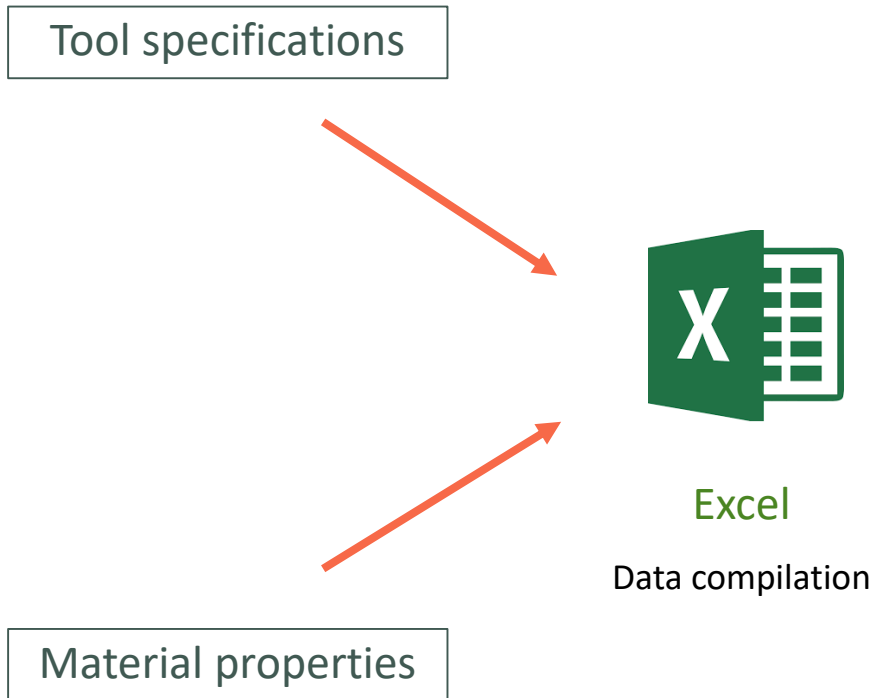 Tool specifications
X
Excel
Data compilation
Material properties